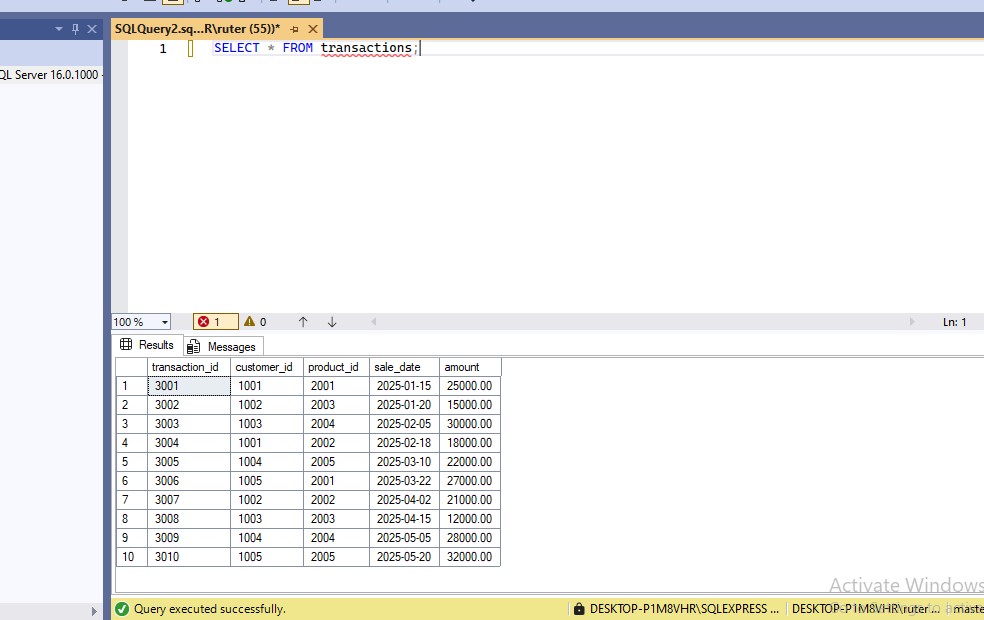 SQLQuery2.sq...R\ruter (55))*
1 SELECT * FROM transactions;
QL Server 16.0.1000 -
100 % 1 0 Ln: 1
Results Messages
transaction_id customer_id product_id sale_date amount
1 3001 1001 2001 2025-01-15 25000.00
2 3002 1002 2003 2025-01-20 15000.00
3 3003 1003 2004 2025-02-05 30000.00
4 3004 1001 2002 2025-02-18 18000.00
5 3005 1004 2005 2025-03-10 22000.00
6 3006 1005 2001 2025-03-22 27000.00
7 3007 1002 2002 2025-04-02 21000.00
8 3008 1003 2003 2025-04-15 12000.00
9 3009 1004 2004 2025-05-05 28000.00
10 3010 1005 2005 2025-05-20 32000.00
Activate Windows
Query executed successfully. DESKTOP-P1M8VHR\SQLEXPRESS ... DESKTOP-P1M8VHR\ruter ... maste